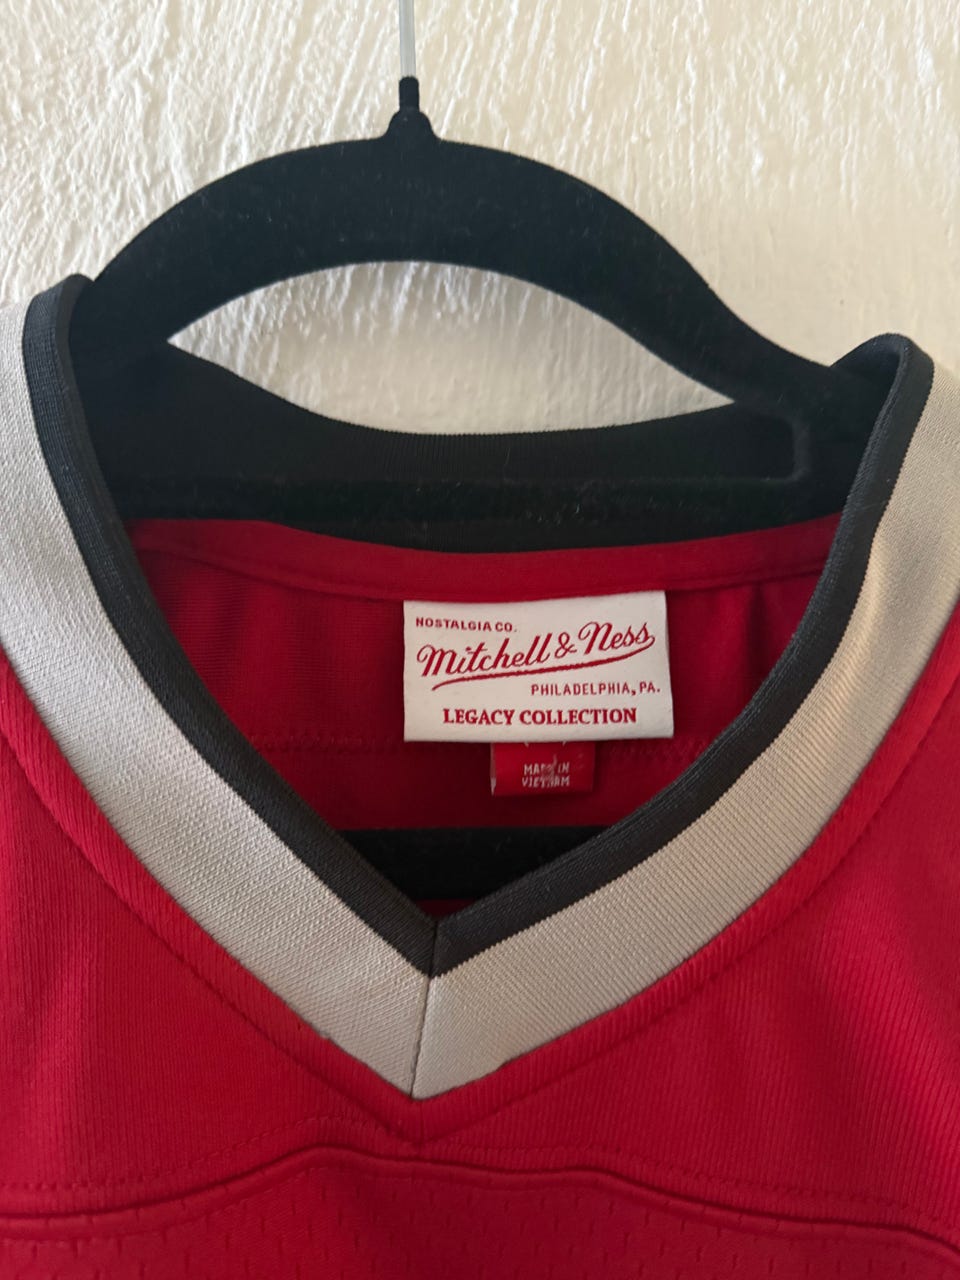 NOSTALGIA CO.
Mitchell & Ness
PHILADELPHIA, PA.
LEGACY COLLECTION
MADE IN
VIETNAM